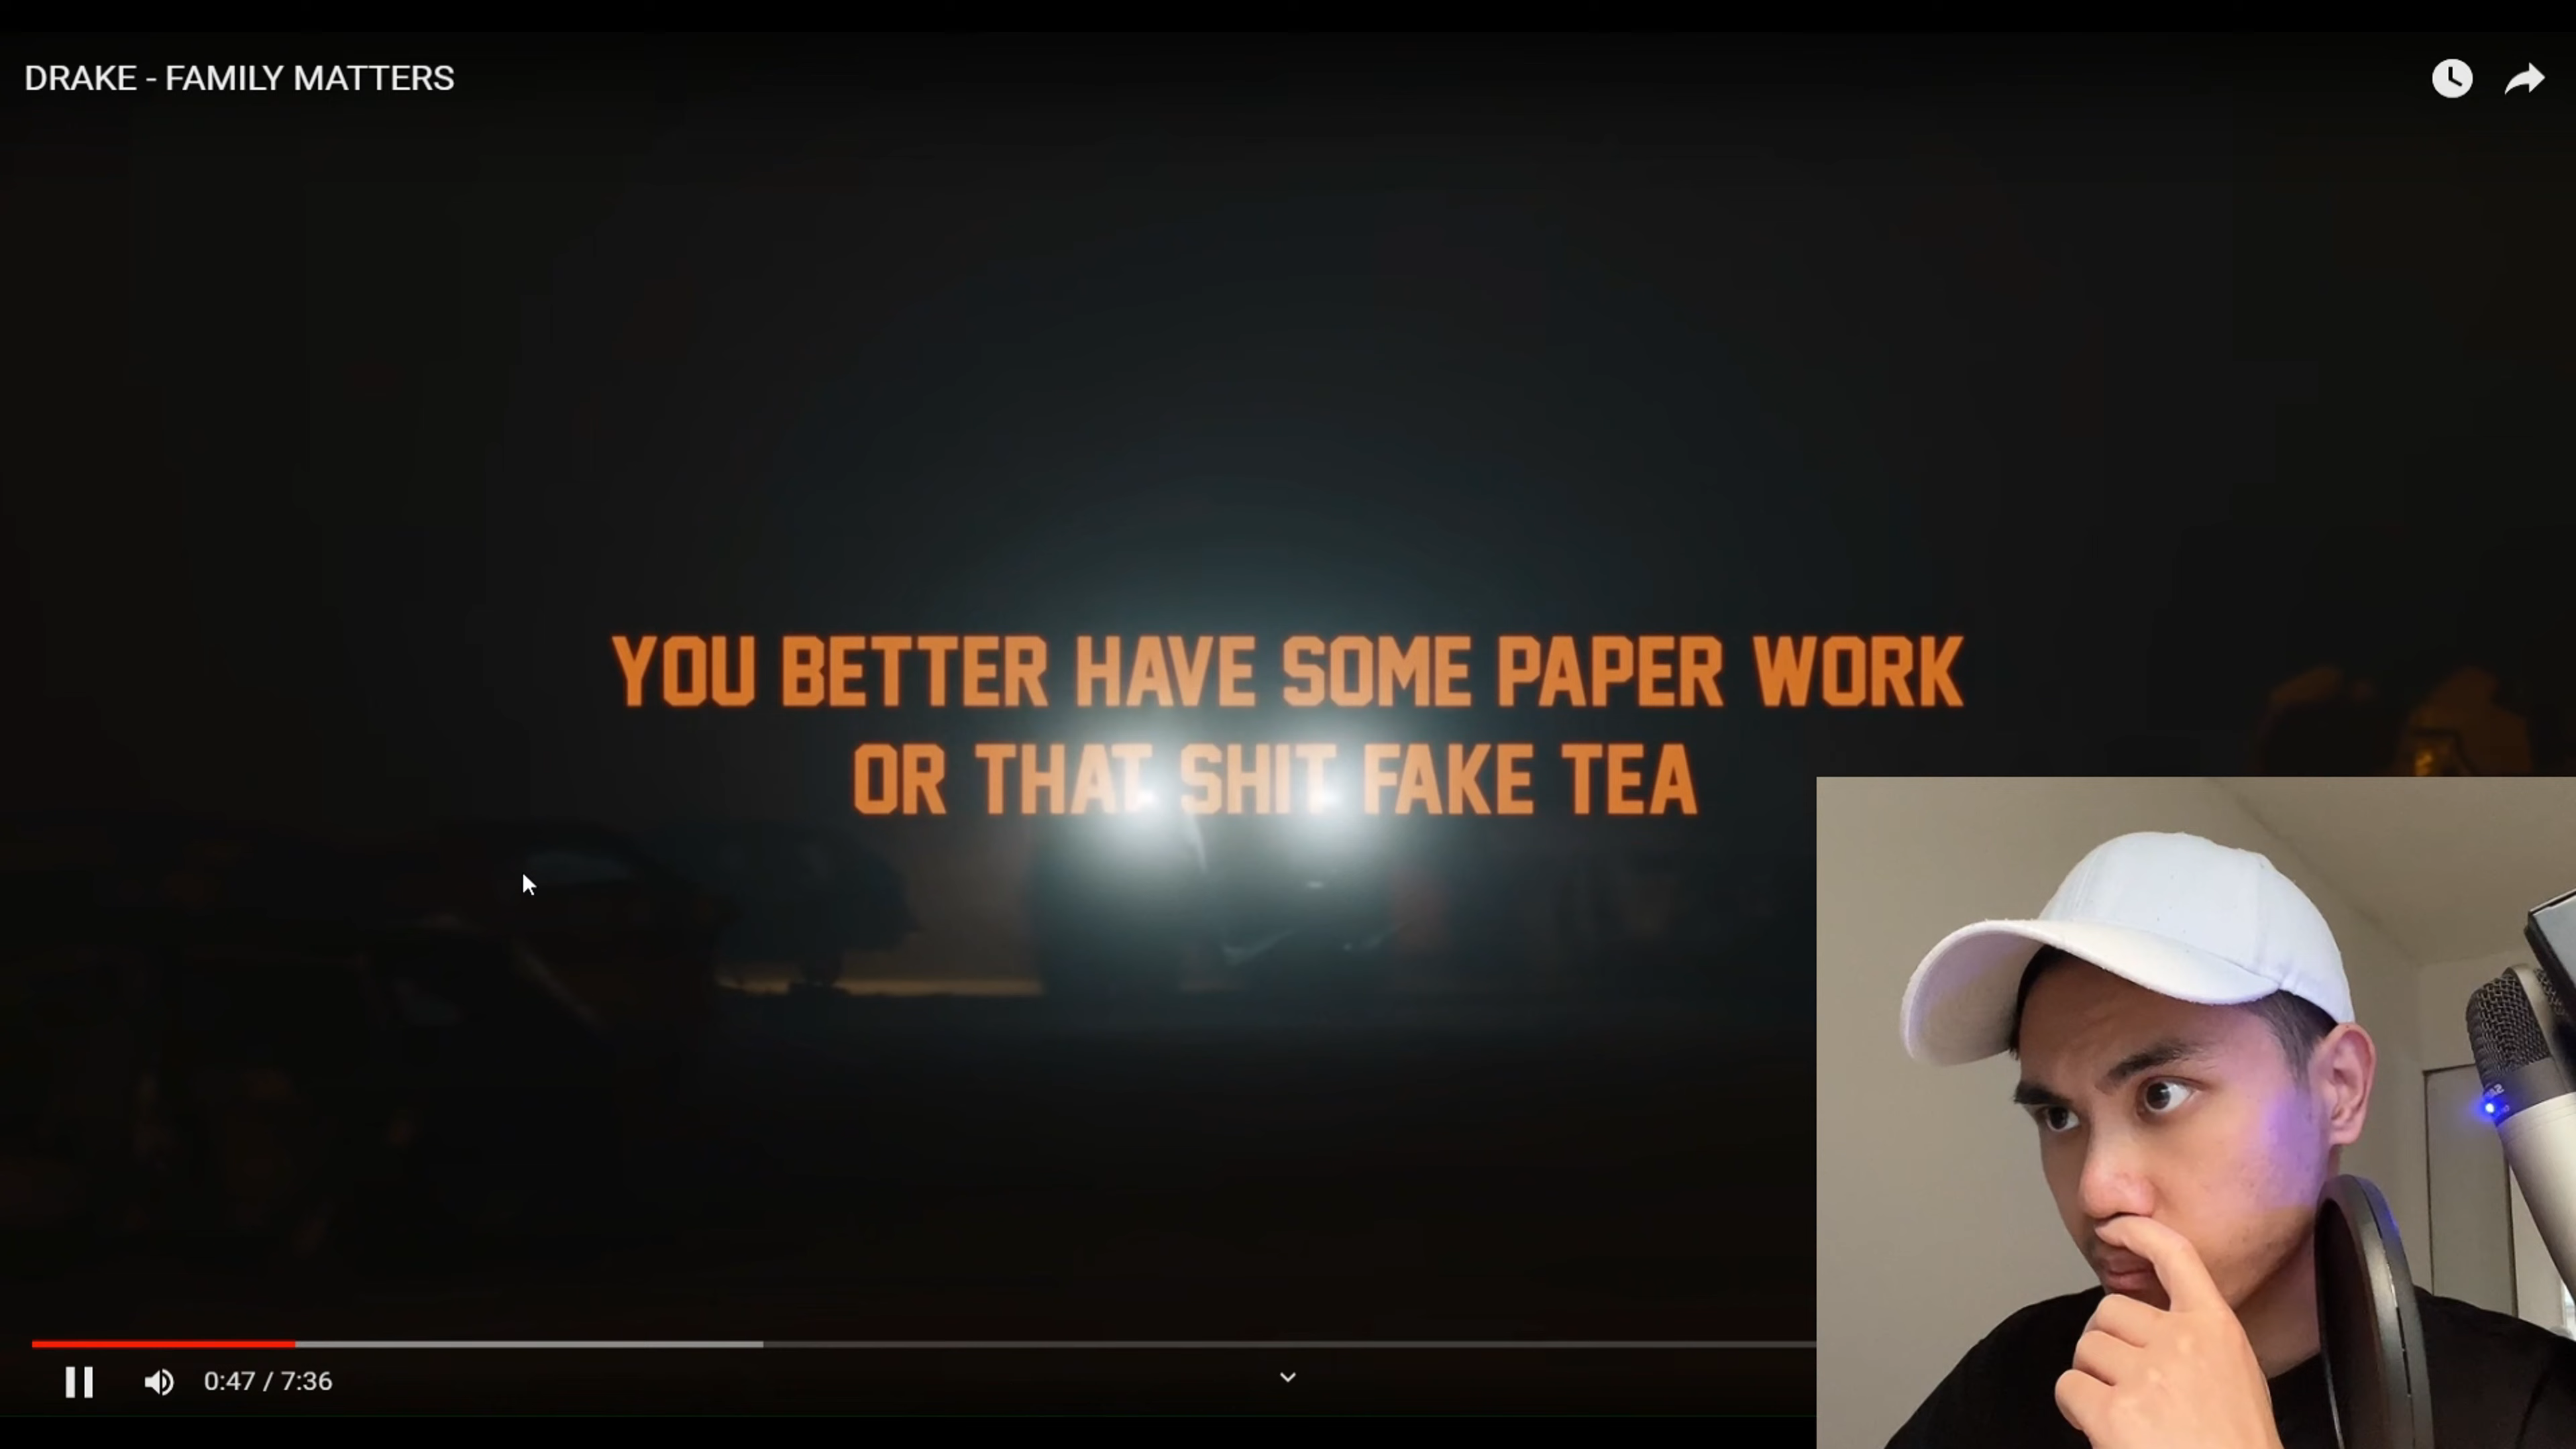 DRAKE - FAMILY MATTERS
YOU BETTER HAVE SOME PAPER WORK
OR THAT SHIT FAKE TEA
0:47 / 7:36